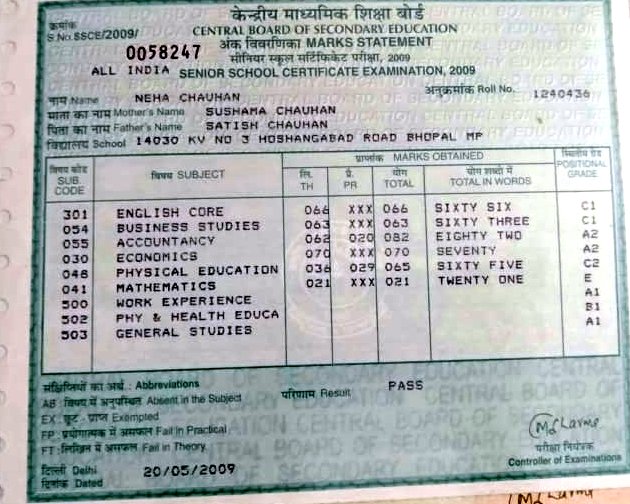 केन्द्रीय माध्यमिक शिक्षा बोर्ड
क्रमांक
S No.SSCE/2009/ CENTRAL BOARD OF SECONDARY EDUCATION
0058247 अंक विवरणिका MARKS STATEMENT
सीनियर स्कूल सर्टिफिकेट परीक्षा, 2009
ALL INDIA SENIOR SCHOOL CERTIFICATE EXAMINATION, 2009
अनुक्रमांक Roll No. 1240436
नाम Name NEHA CHAUHAN
माता का नाम Mother's Name SUSHAMA CHAUHAN
पिता का नाम Father's Name SATISH CHAUHAN
विद्यालय School 14030 KV NO 3 HOSHANGABAD ROAD BHOPAL MP
प्राप्तांक MARKS OBTAINED
विषय कोड SUB. CODE विषय SUBJECT लि. TH प्रै. PR योग TOTAL योग शब्दों में TOTAL IN WORDS स्थितीय ग्रेड POSITIONAL GRADE
301 ENGLISH CORE 066 XXX 066 SIXTY SIX C1
054 BUSINESS STUDIES 063 XXX 063 SIXTY THREE C1
055 ACCOUNTANCY 062 020 082 EIGHTY TWO A2
030 ECONOMICS 070 XXX 070 SEVENTY A2
048 PHYSICAL EDUCATION 036 029 065 SIXTY FIVE C2
041 MATHEMATICS 021 XXX 021 TWENTY ONE E
500 WORK EXPERIENCE A1
502 PHY & HEALTH EDUCA B1
503 GENERAL STUDIES A1
संक्षिप्तियों का अर्थ : Abbreviations
AB : विषय में अनुपस्थित Absent in the Subject परिणाम Result PASS
EX : छूट - प्राप्त Exempted
FP : प्रयोगात्मक में असफल Fail in Practical
FT : लिखित में असफल Fail in Theory
दिल्ली Delhi
दिनांक Dated 20/05/2009
परीक्षा नियंत्रक
Controller of Examinations